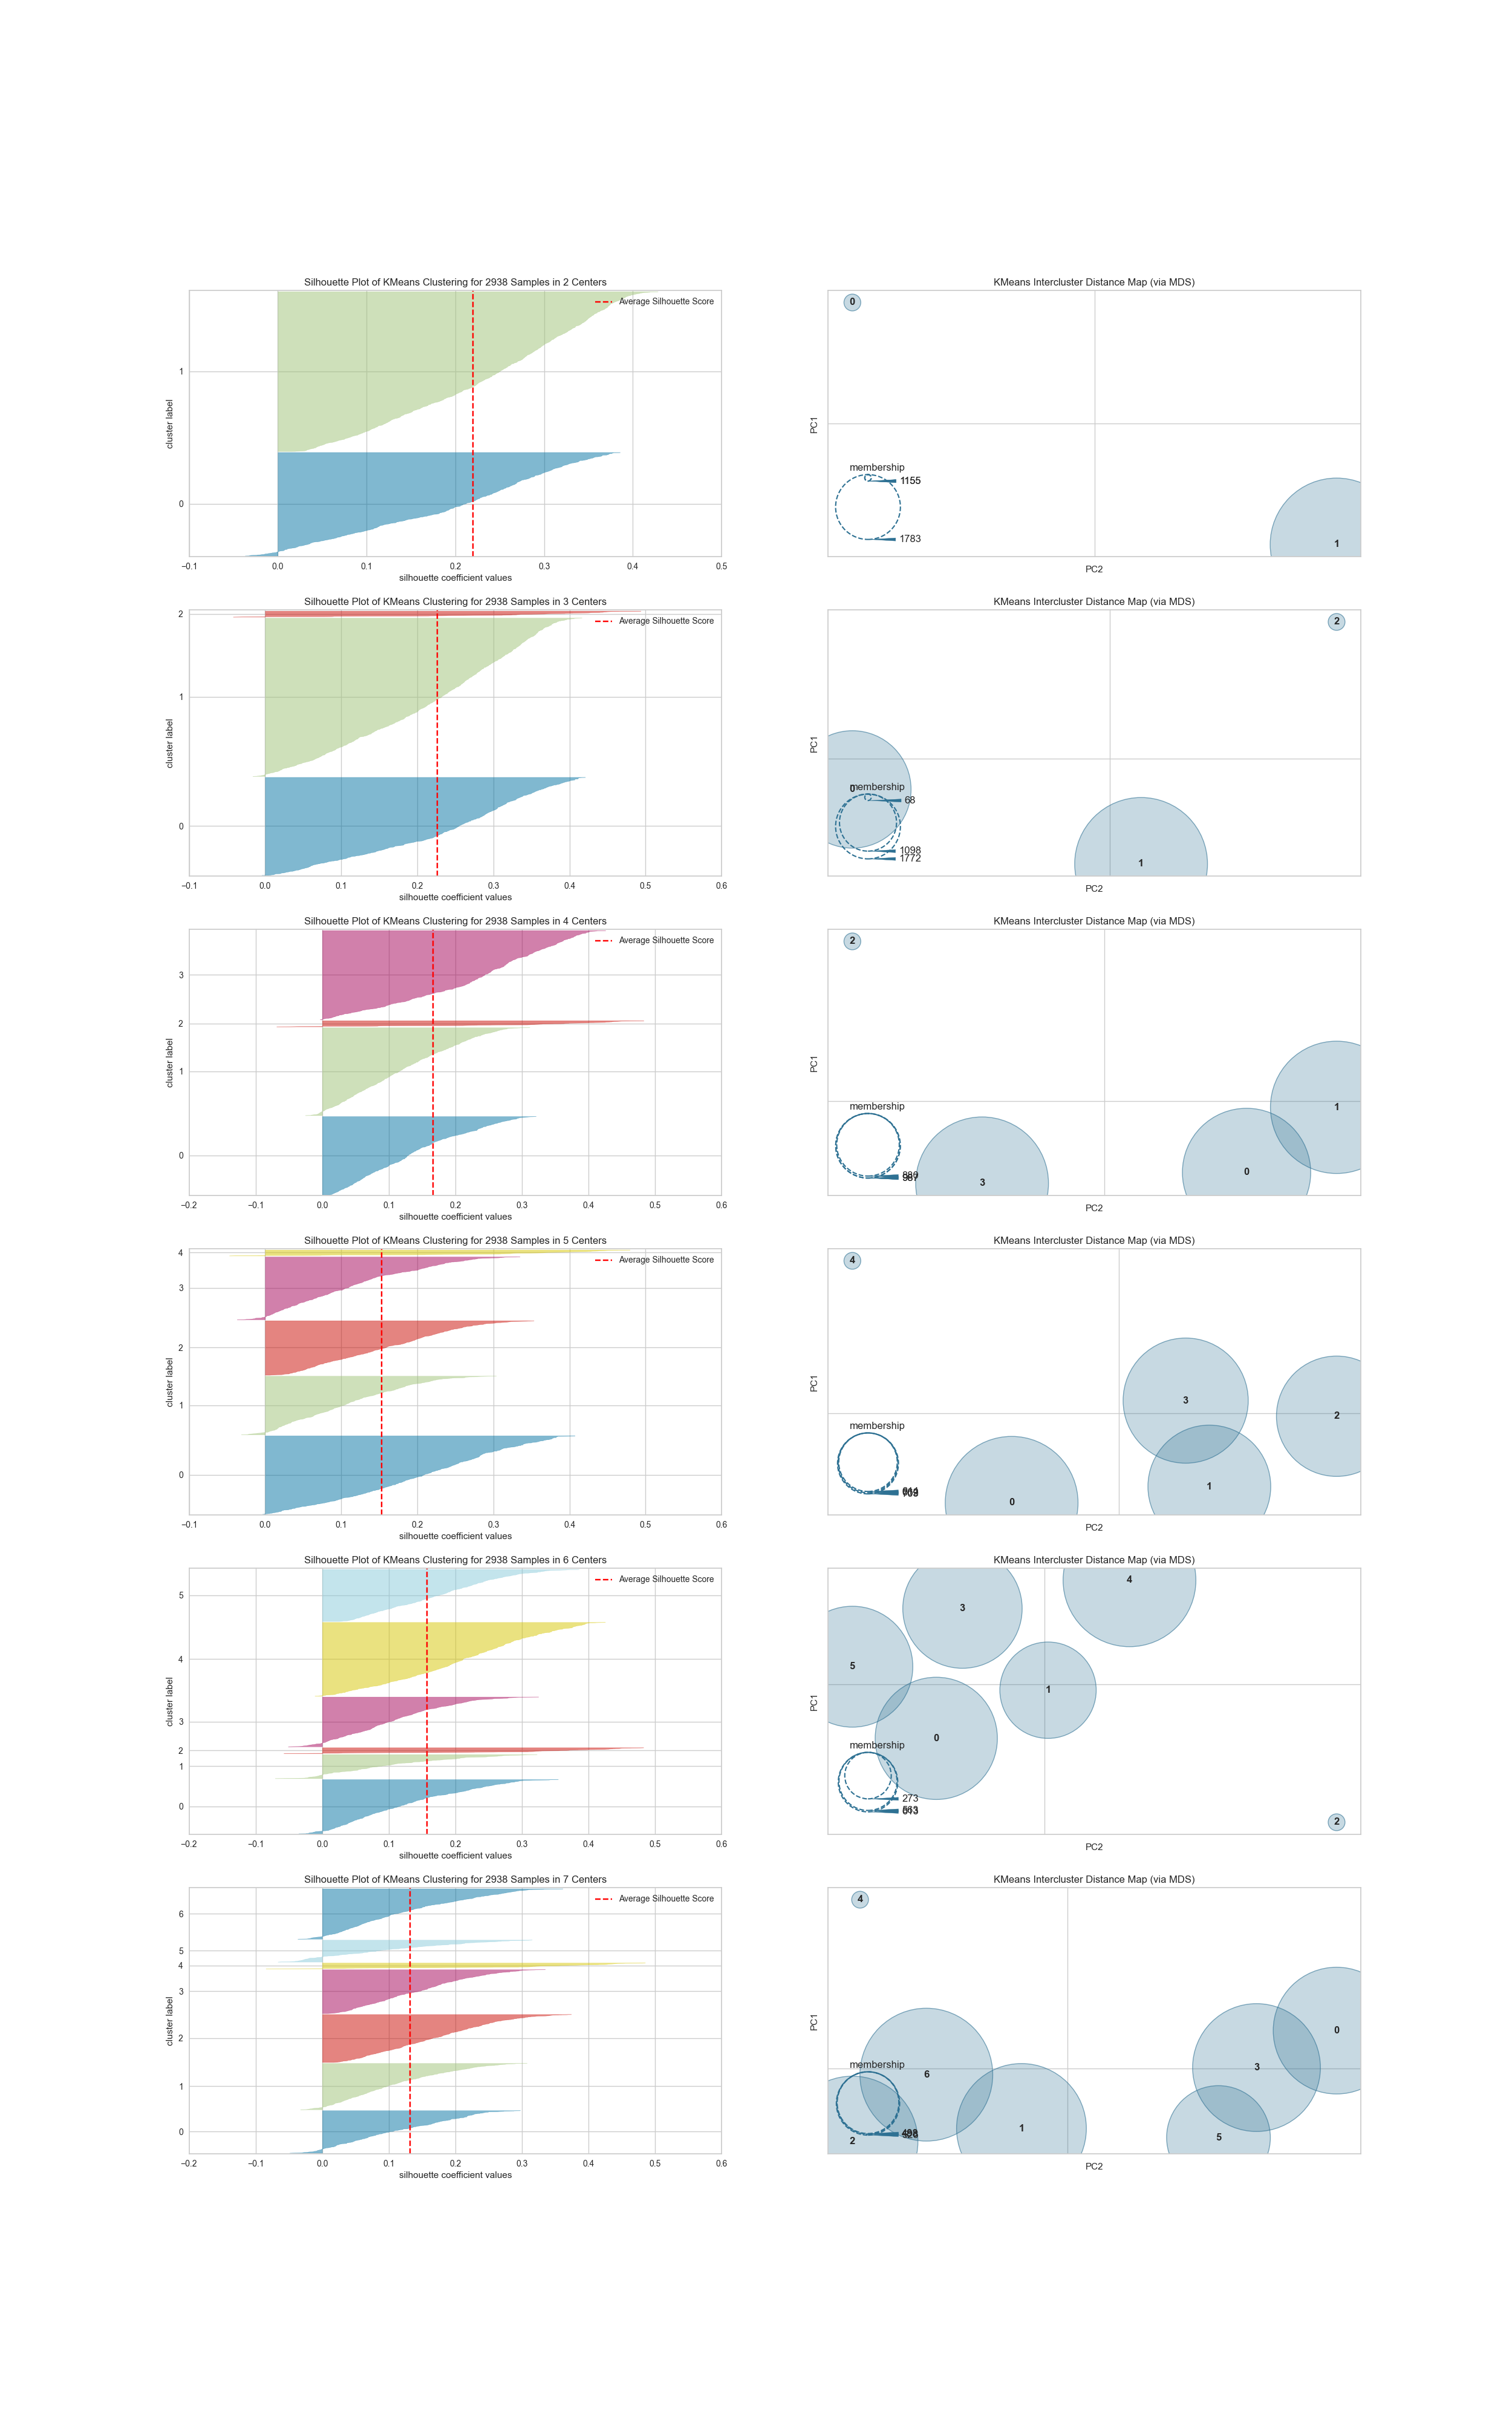 Silhouette Plot of KMeans Clustering for 2938 Samples in 2 Centers
Average Silhouette Score
1
0
cluster label
−0.1 0.0 0.1 0.2 0.3 0.4 0.5
silhouette coefficient values
KMeans Intercluster Distance Map (via MDS)
0
PC1
membership
1155
1783
1
PC2
Silhouette Plot of KMeans Clustering for 2938 Samples in 3 Centers
Average Silhouette Score
2
1
0
cluster label
−0.1 0.0 0.1 0.2 0.3 0.4 0.5 0.6
silhouette coefficient values
KMeans Intercluster Distance Map (via MDS)
2
PC1
0
membership
68
1098
1772
1
PC2
Silhouette Plot of KMeans Clustering for 2938 Samples in 4 Centers
Average Silhouette Score
3
2
1
0
cluster label
−0.2 −0.1 0.0 0.1 0.2 0.3 0.4 0.5 0.6
silhouette coefficient values
KMeans Intercluster Distance Map (via MDS)
2
PC1
membership
1
0
3
PC2
Silhouette Plot of KMeans Clustering for 2938 Samples in 5 Centers
Average Silhouette Score
4
3
2
1
0
cluster label
−0.1 0.0 0.1 0.2 0.3 0.4 0.5 0.6
silhouette coefficient values
KMeans Intercluster Distance Map (via MDS)
4
PC1
3
2
membership
1
0
PC2
Silhouette Plot of KMeans Clustering for 2938 Samples in 6 Centers
Average Silhouette Score
5
4
3
2
1
0
cluster label
−0.2 −0.1 0.0 0.1 0.2 0.3 0.4 0.5 0.6
silhouette coefficient values
KMeans Intercluster Distance Map (via MDS)
4
3
5
1
PC1
0
membership
273
2
PC2
Silhouette Plot of KMeans Clustering for 2938 Samples in 7 Centers
Average Silhouette Score
6
5
4
3
2
1
0
cluster label
−0.2 −0.1 0.0 0.1 0.2 0.3 0.4 0.5 0.6
silhouette coefficient values
KMeans Intercluster Distance Map (via MDS)
4
PC1
0
membership
3
6
1
5
2
PC2